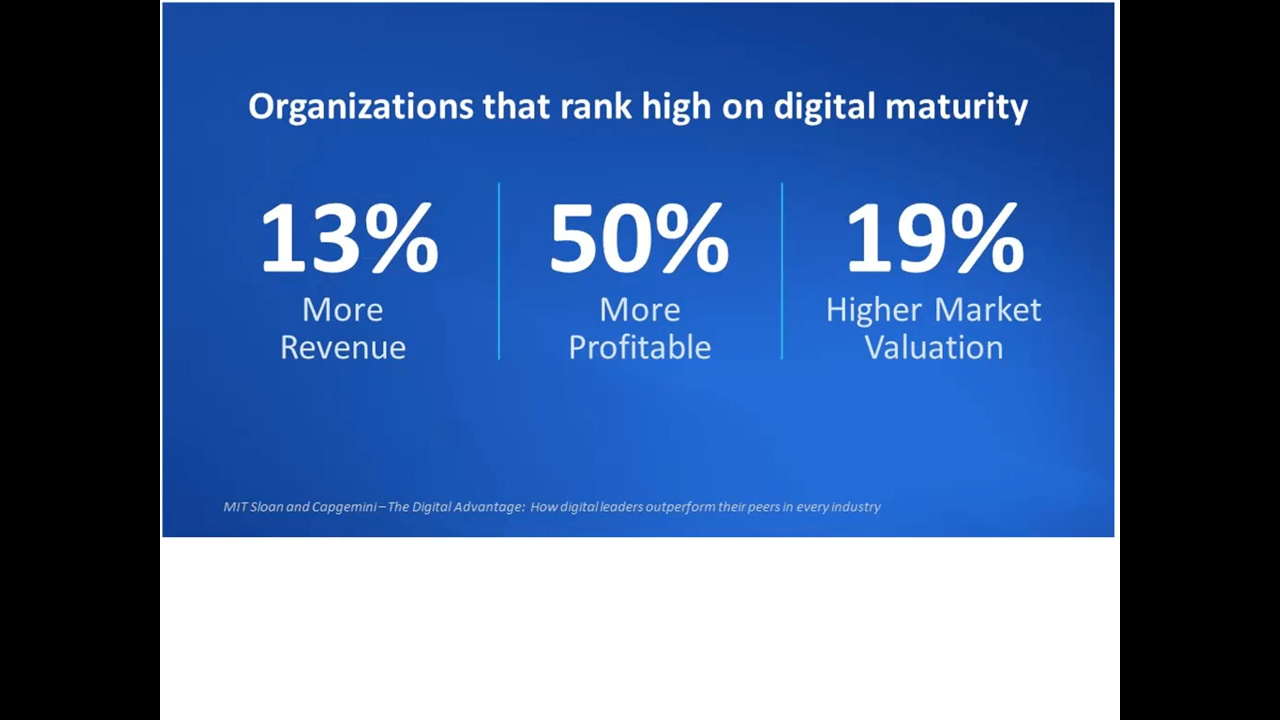 Organizations that rank high on digital maturity
13%
More
Revenue
50%
More
Profitable
19%
Higher Market
Valuation
MIT Sloan and Capgemini – The Digital Advantage: How digital leaders outperform their peers in every industry